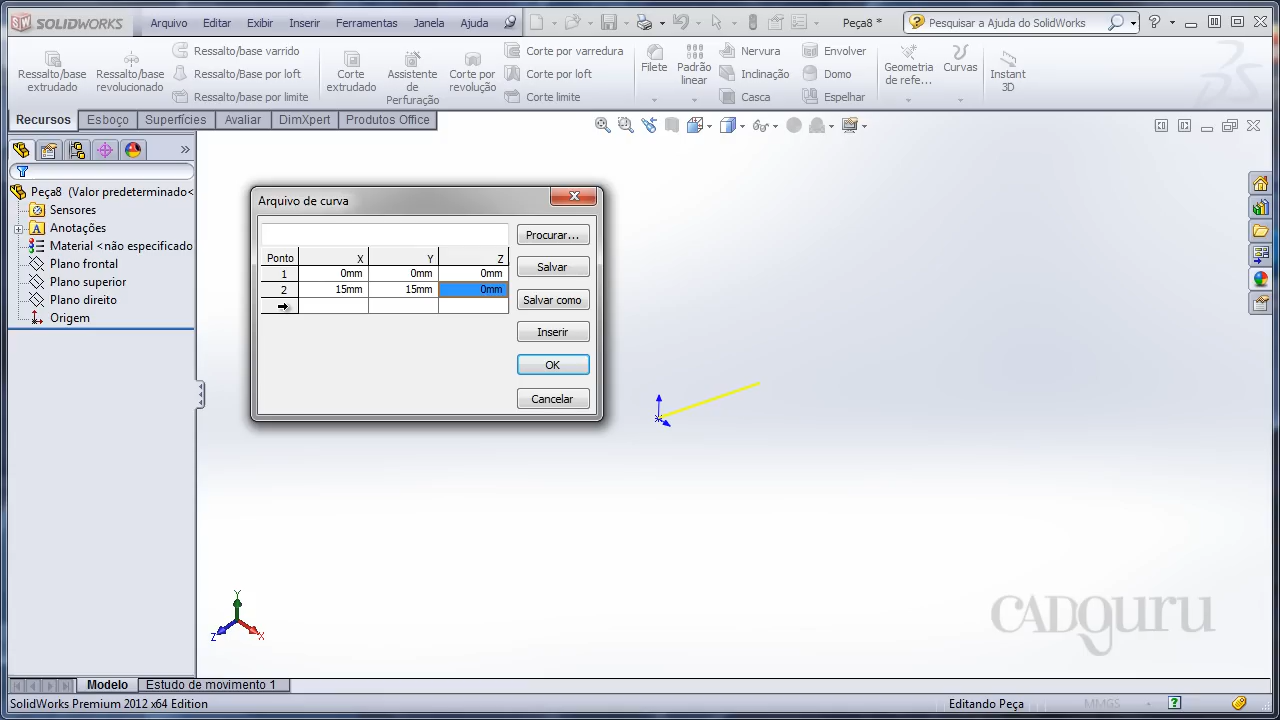 SOLIDWORKS Arquivo Editar Exibir Inserir Ferramentas Janela Ajuda Peça8 * Pesquisar a Ajuda do SolidWorks
Ressalto/base extrudado
Ressalto/base revolucionado
Ressalto/base varrido
Ressalto/base por loft
Ressalto/base por limite
Corte extrudado
Assistente de Perfuração
Corte por revolução
Corte por varredura
Corte por loft
Corte limite
Filete
Padrão linear
Nervura
Inclinação
Casca
Envolver
Domo
Espelhar
Geometria de refe...
Curvas
Instant 3D
Recursos Esboço Superfícies Avaliar DimXpert Produtos Office
Peça8 (Valor predeterminado<
Sensores
Anotações
Material <não especificado
Plano frontal
Plano superior
Plano direito
Origem
Arquivo de curva
Procurar...
Ponto X Y Z
1 0mm 0mm 0mm
2 15mm 15mm 0mm
Salvar
Salvar como
Inserir
OK
Cancelar
Y
Z X
CADguru
Modelo Estudo de movimento 1
SolidWorks Premium 2012 x64 Edition Editando Peça MMGS